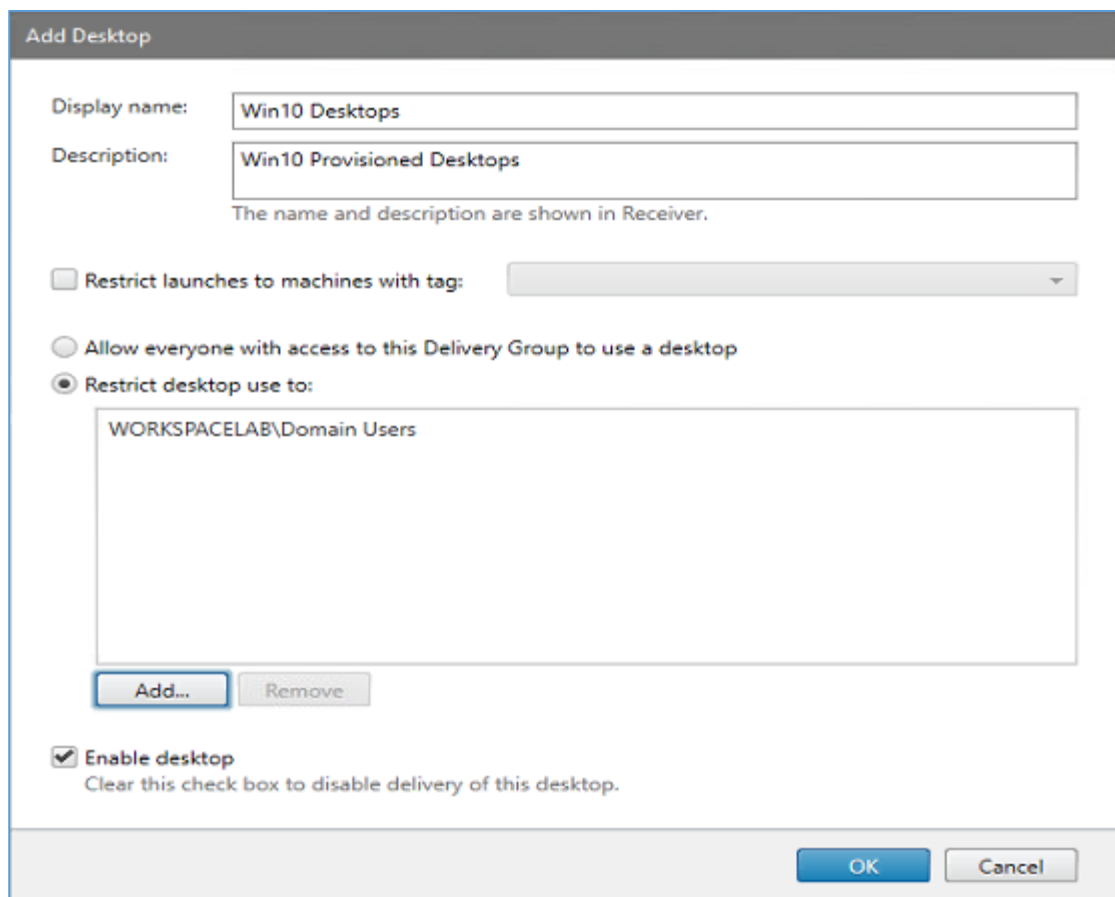 Add Desktop
Display name: Win10 Desktops
Description: Win10 Provisioned Desktops
The name and description are shown in Receiver.
Restrict launches to machines with tag:
Allow everyone with access to this Delivery Group to use a desktop
Restrict desktop use to:
WORKSPACELAB\Domain Users
Add... Remove
Enable desktop
Clear this check box to disable delivery of this desktop.
OK Cancel